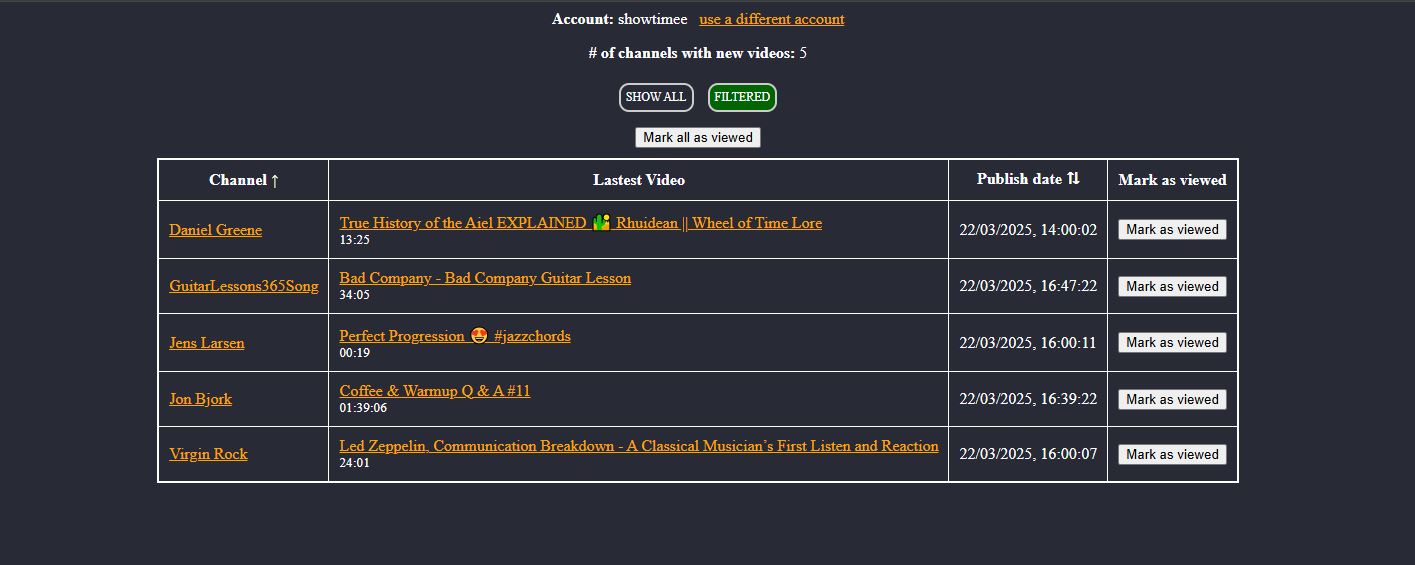 Account: showtimee use a different account
# of channels with new videos: 5
SHOW ALL FILTERED
Mark all as viewed
Channel ↑ Lastest Video Publish date ⇅ Mark as viewed
Daniel Greene True History of the Aiel EXPLAINED 🌵 Rhuidean || Wheel of Time Lore 22/03/2025, 14:00:02 Mark as viewed
13:25
GuitarLessons365Song Bad Company - Bad Company Guitar Lesson 22/03/2025, 16:47:22 Mark as viewed
34:05
Jens Larsen Perfect Progression 😍 #jazzchords 22/03/2025, 16:00:11 Mark as viewed
00:19
Jon Bjork Coffee & Warmup Q & A #11 22/03/2025, 16:39:22 Mark as viewed
01:39:06
Virgin Rock Led Zeppelin, Communication Breakdown - A Classical Musician’s First Listen and Reaction 22/03/2025, 16:00:07 Mark as viewed
24:01